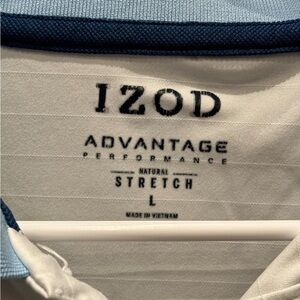 IZOD
ADVANTAGE
PERFORMANCE
NATURAL
STRETCH
L
MADE IN VIETNAM